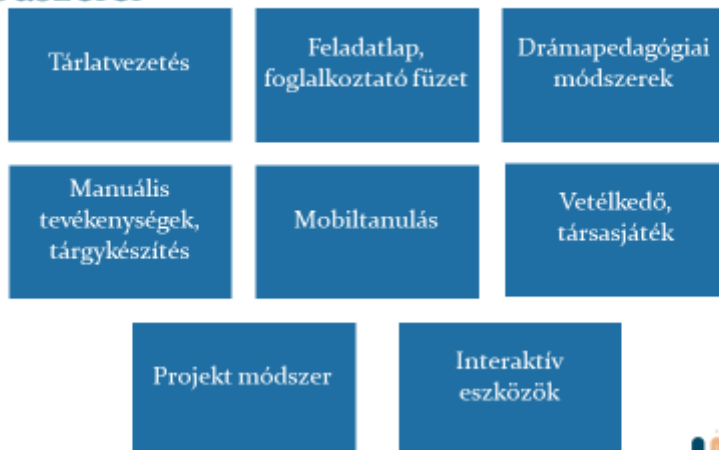 Tárlatvezetés
Feladatlap,
foglalkoztató füzet
Drámapedagógiai
módszerek
Manuális
tevékenységek,
tárgykészítés
Mobiltanulás
Vetélkedő,
társasjáték
Projekt módszer
Interaktív
eszközök